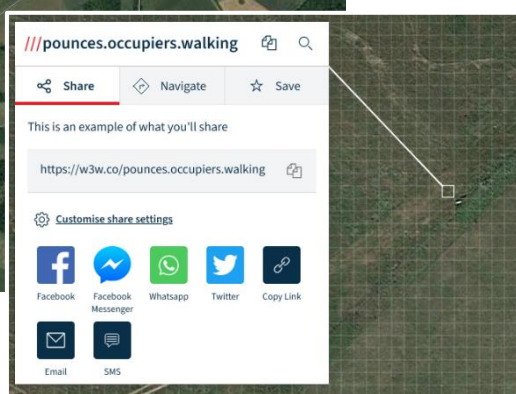 ///pounces.occupiers.walking
Share Navigate Save
This is an example of what you'll share
https://w3w.co/pounces.occupiers.walking
Customise share settings
Facebook Facebook Messenger Whatsapp Twitter Copy Link
Email SMS